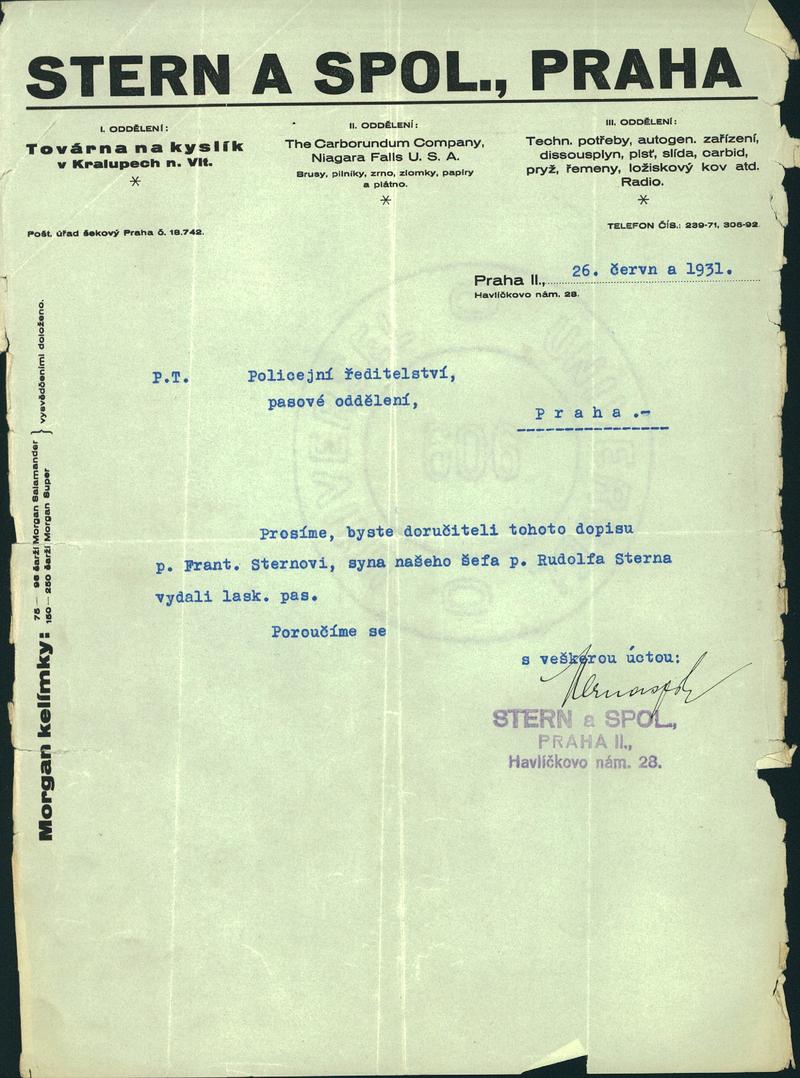 STERN A SPOL., PRAHA
I. ODDĚLENÍ:
Továrna na kyslík
v Kralupech n. Vlt.
II. ODDĚLENÍ:
The Carborundum Company,
Niagara Falls U. S. A.
Brusy, pilníky, zrno, zlomky, papíry
a plátno.
III. ODDĚLENÍ:
Techn. potřeby, autogen. zařízení,
dissousplyn, plsť, slída, carbid,
pryž, řemeny, ložiskový kov atd.
Radio.
Pošt. úřad šekový Praha č. 18.742.
TELEFON ČÍS.: 239-71, 306-92.
Praha II., 26. červn a 1931.
Havlíčkovo nám. 28.
P.T. Policejní ředitelství,
pasové oddělení,
P r a h a .-
Prosíme, byste doručiteli tohoto dopisu
p. Frant. Sternovi, syna našeho šefa p. Rudolfa Sterna
vydali lask. pas.
Poroučíme se
s veškerou úctou:
STERN a SPOL.,
PRAHA II.,
Havlíčkovo nám. 28.
Morgan kelímky: 75 — 96 šarží Morgan Salamander
150 — 250 šarží Morgan Super } vysvědčeními doloženo.